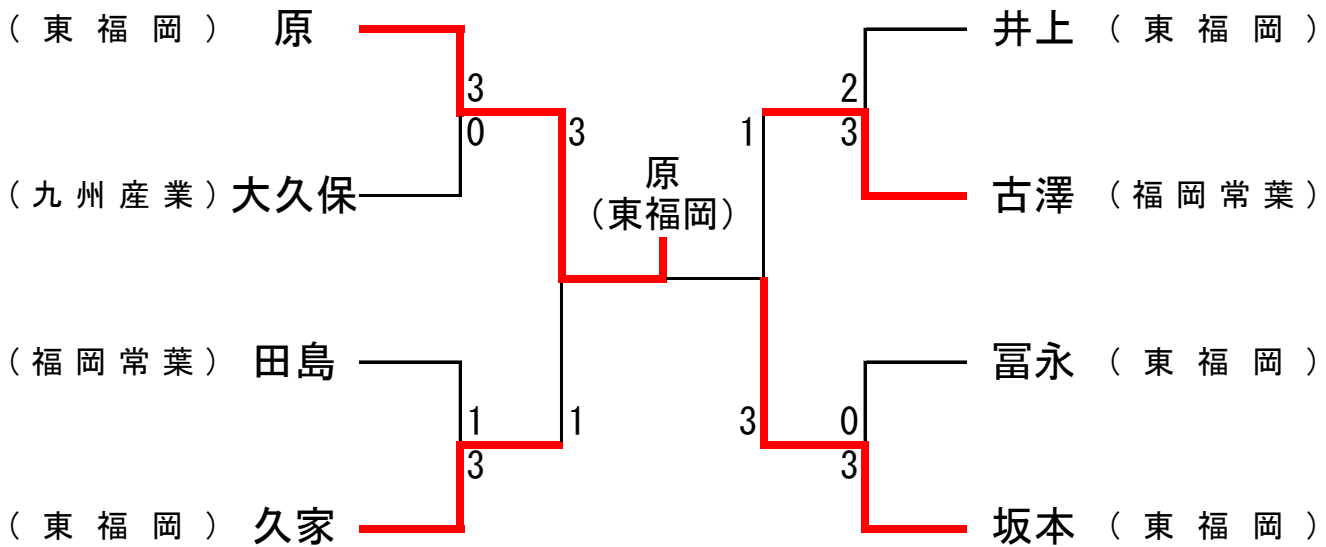 （東福岡） 原
井上 （東福岡）
3
2
0
3
1
3
原
（九州産業） 大久保
古澤 （福岡常葉）
（東福岡）
（福岡常葉） 田島
冨永 （東福岡）
1
1
3
0
3
3
（東福岡） 久家
坂本 （東福岡）